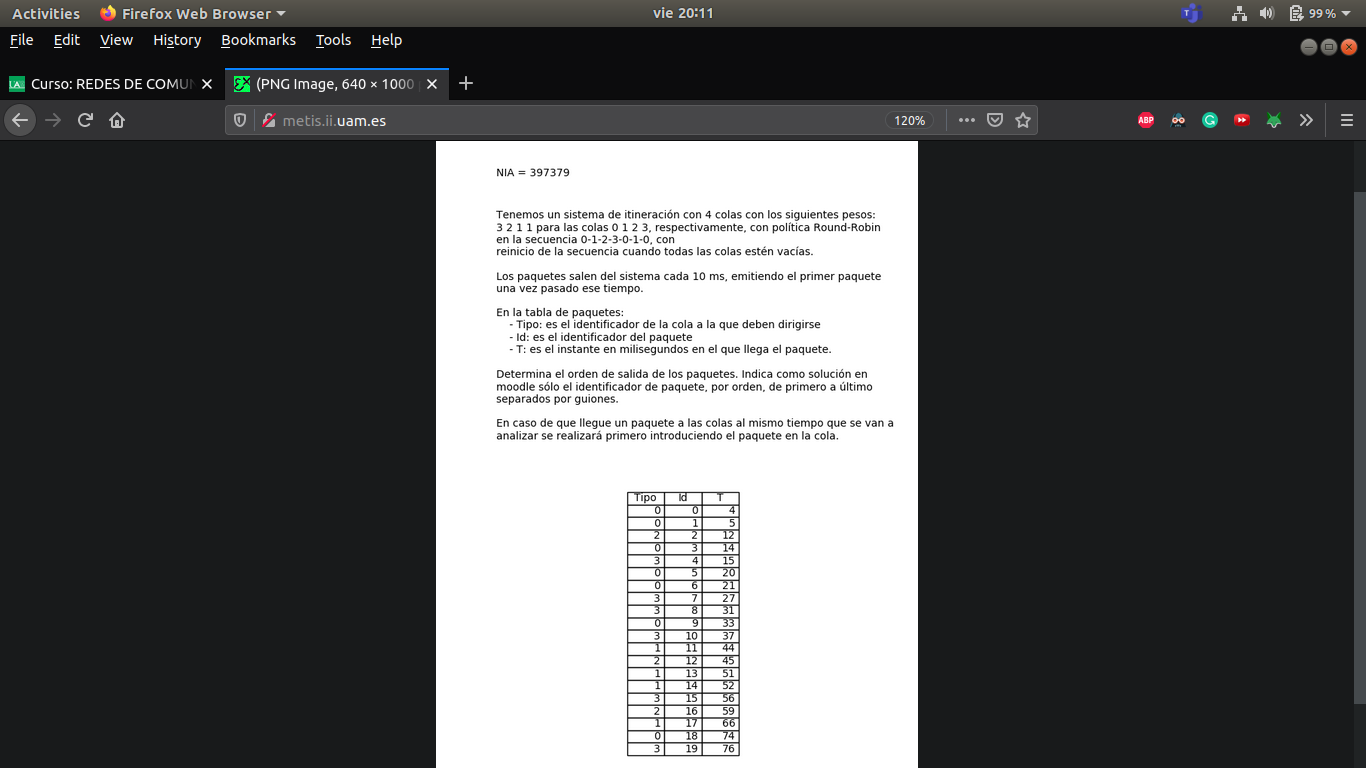 Activities Firefox Web Browser vie 20:11 99 %
File Edit View History Bookmarks Tools Help
Curso: REDES DE COMUN (PNG Image, 640 × 1000
metis.ii.uam.es 120% ABP
NIA = 397379
Tenemos un sistema de itineración con 4 colas con los siguientes pesos:
3 2 1 1 para las colas 0 1 2 3, respectivamente, con política Round-Robin
en la secuencia 0-1-2-3-0-1-0, con
reinicio de la secuencia cuando todas las colas estén vacías.
Los paquetes salen del sistema cada 10 ms, emitiendo el primer paquete
una vez pasado ese tiempo.
En la tabla de paquetes:
- Tipo: es el identificador de la cola a la que deben dirigirse
- Id: es el identificador del paquete
- T: es el instante en milisegundos en el que llega el paquete.
Determina el orden de salida de los paquetes. Indica como solución en
moodle sólo el identificador de paquete, por orden, de primero a último
separados por guiones.
En caso de que llegue un paquete a las colas al mismo tiempo que se van a
analizar se realizará primero introduciendo el paquete en la cola.
Tipo Id T
0 0 4
0 1 5
2 2 12
0 3 14
3 4 15
0 5 20
0 6 21
3 7 27
3 8 31
0 9 33
3 10 37
1 11 44
2 12 45
1 13 51
1 14 52
3 15 56
2 16 59
1 17 66
0 18 74
3 19 76